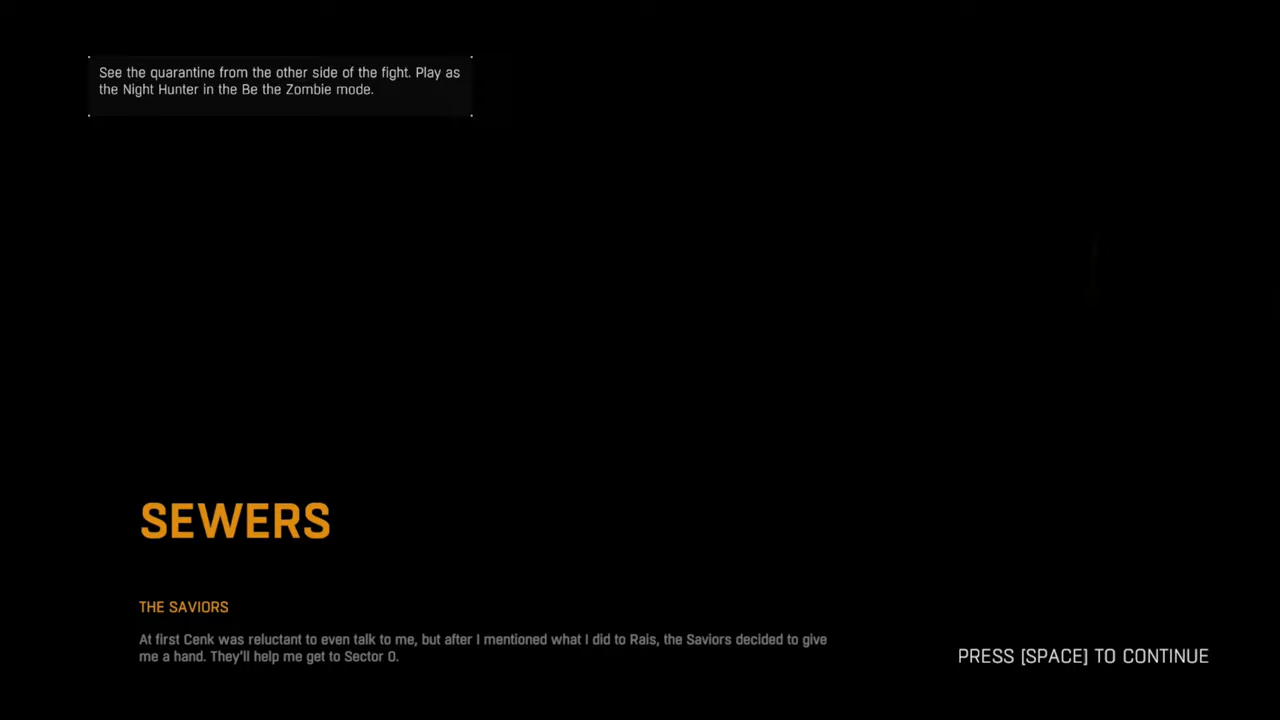 See the quarantine from the other side of the fight. Play as
the Night Hunter in the Be the Zombie mode.
SEWERS
THE SAVIORS
At first Cenk was reluctant to even talk to me, but after I mentioned what I did to Rais, the Saviors decided to give
me a hand. They'll help me get to Sector 0.
PRESS [SPACE] TO CONTINUE